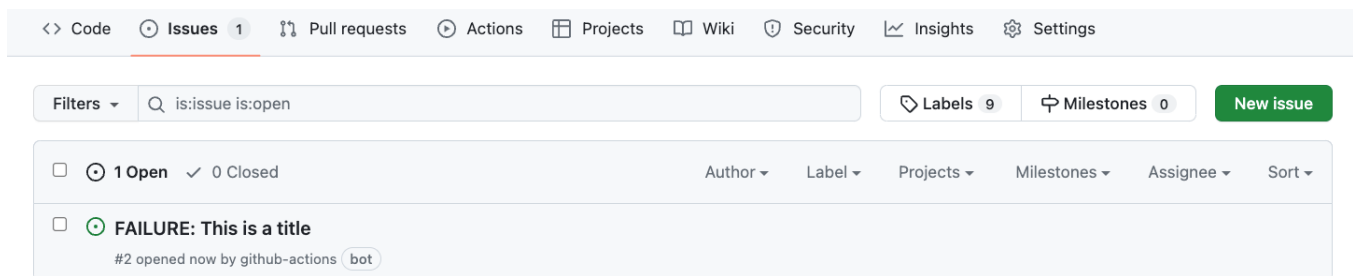 Code Issues 1 Pull requests Actions Projects Wiki Security Insights Settings
Filters is:issue is:open Labels 9 Milestones 0 New issue
1 Open 0 Closed Author Label Projects Milestones Assignee Sort
FAILURE: This is a title
#2 opened now by github-actions bot